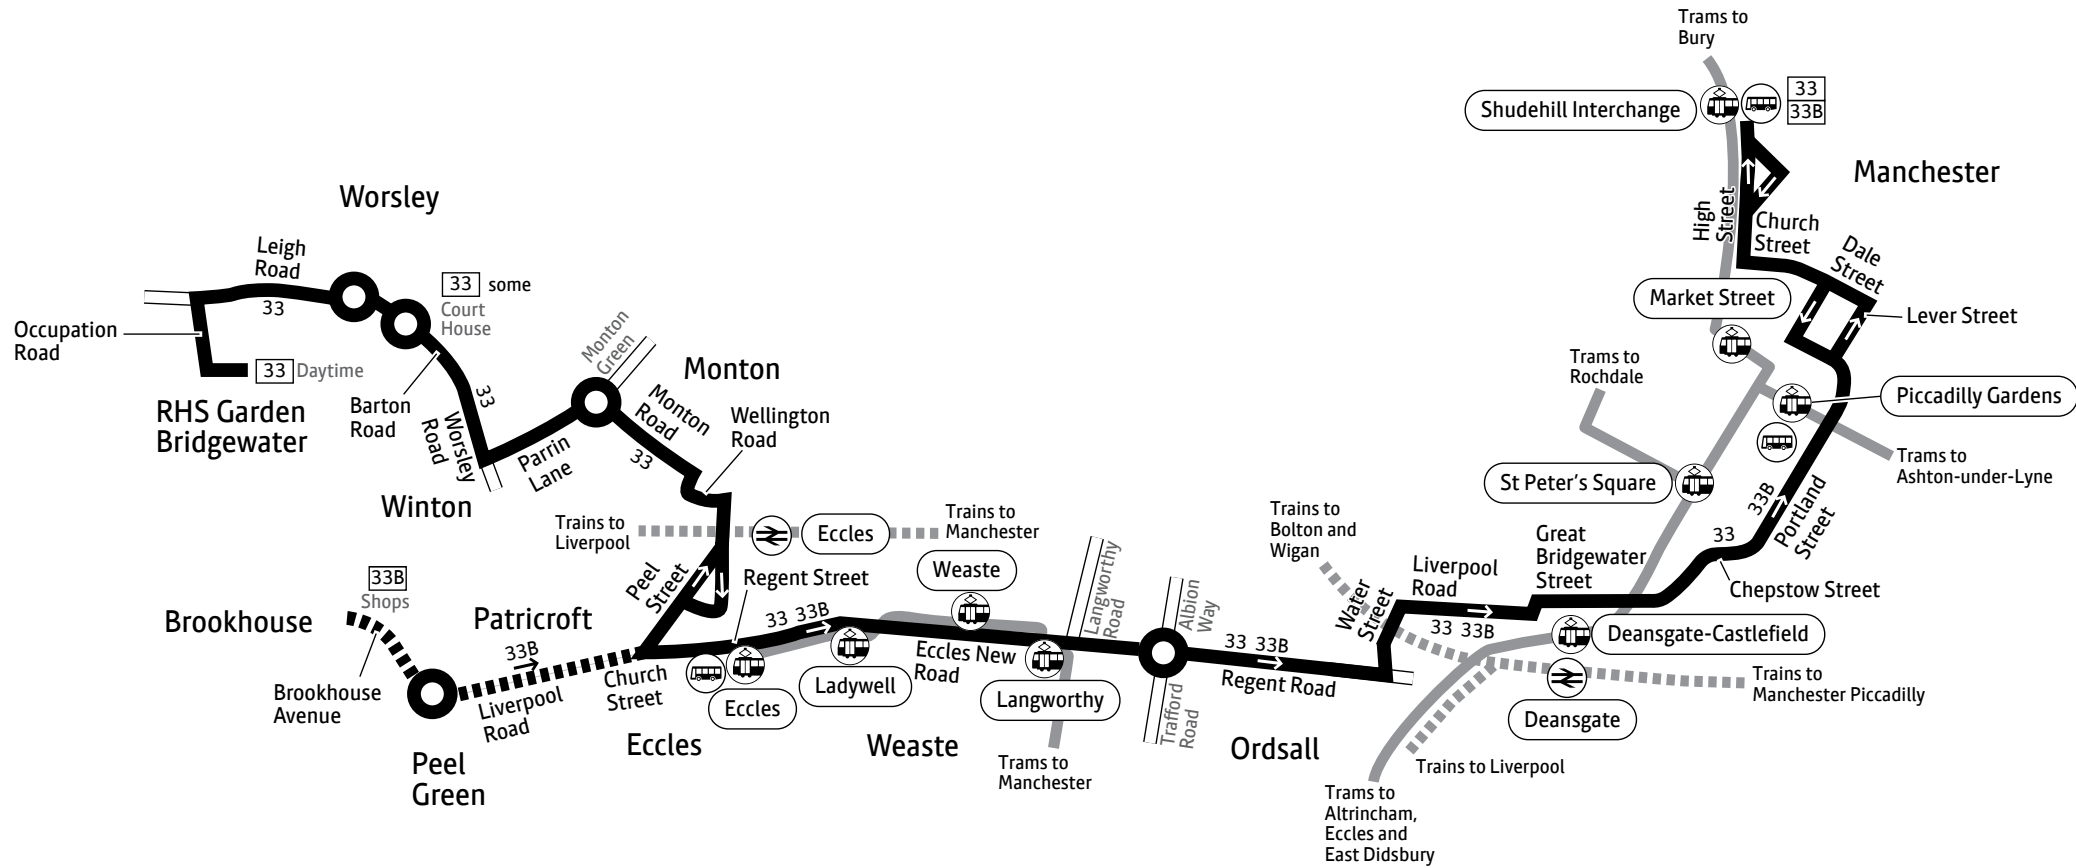 Trams to
Bury
Shudehill Interchange
33
33B
Manchester
High
Street
Church
Street
Dale
Street
Lever Street
Market Street
Trams to
Rochdale
Piccadilly Gardens
Trams to
Ashton-under-Lyne
St Peter's Square
33B
Portland
Street
33
Chepstow Street
Great
Bridgewater
Street
Liverpool
Road
33 33B
Water
Street
Trains to
Bolton and
Wigan
Deansgate-Castlefield
Trains to
Manchester Piccadilly
Deansgate
Trains to Liverpool
Trams to
Altrincham,
Eccles and
East Didsbury
Worsley
Leigh
Road
33
33 some
Court
House
Occupation
Road
33 Daytime
RHS Garden
Bridgewater
Barton
Road
33
Worsley
Road
Winton
Parrin
Lane
Monton
Green
Monton
Monton
Road
33
Wellington
Road
Trains to
Liverpool
Eccles
Trains to
Manchester
Peel
Street
Regent Street
Weaste
33B
Shops
Brookhouse
Brookhouse
Avenue
Patricroft
33B
Liverpool
Road
Peel
Green
Church
Street
Eccles
Eccles
33 33B
Ladywell
Eccles New
Road
Weaste
Langworthy
Langworthy
Road
Trams to
Manchester
Albion
Way
Trafford
Road
33 33B
Regent Road
Ordsall